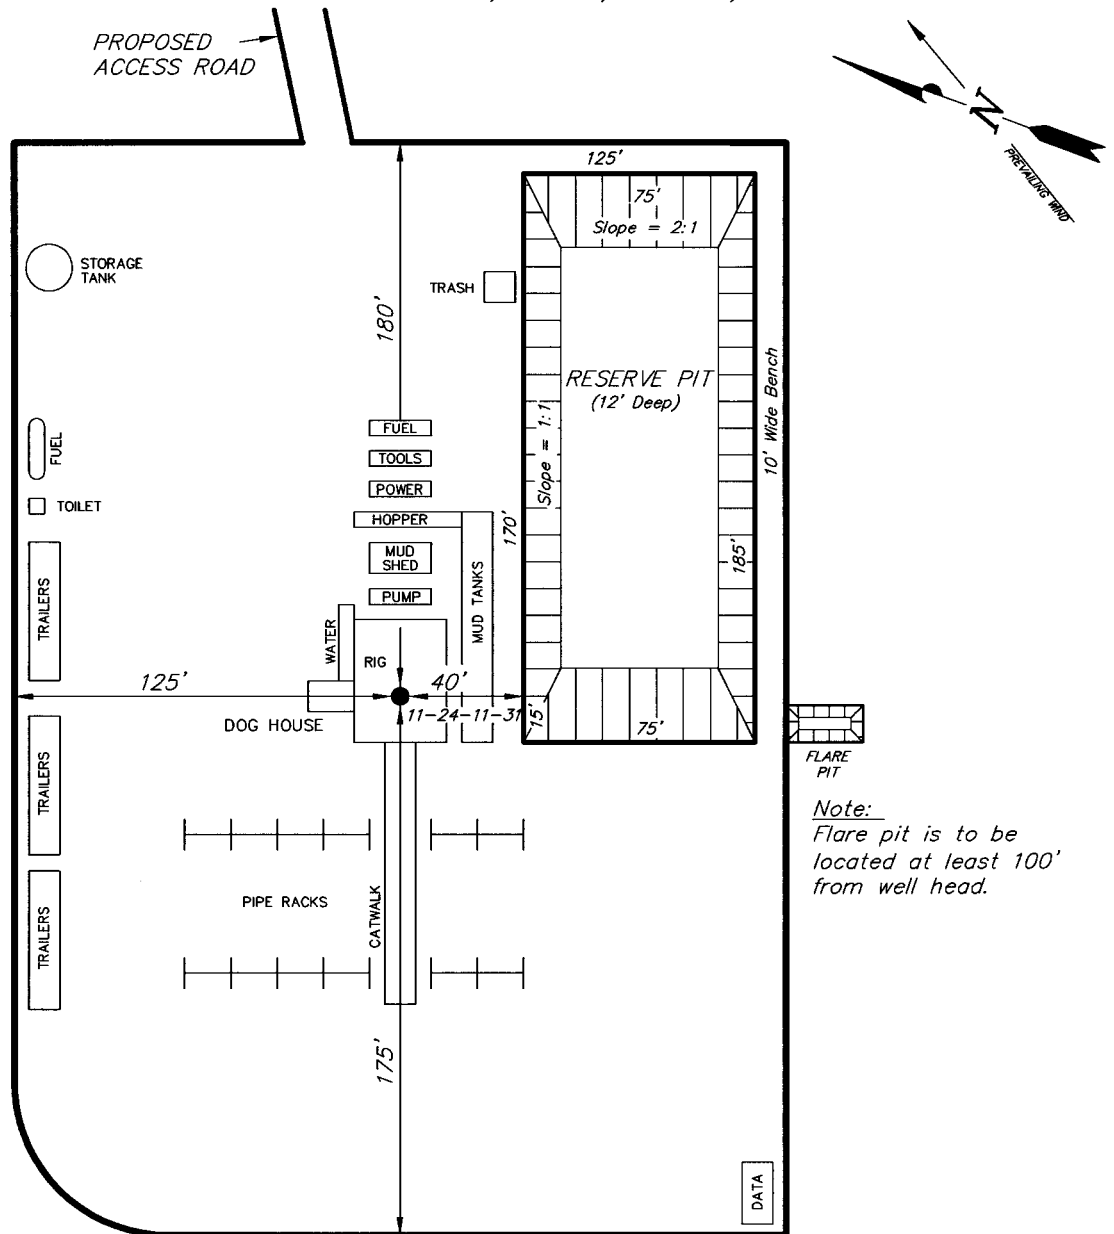 PROPOSED
ACCESS ROAD
N
PREVAILING WIND
125'
75'
Slope = 2:1
STORAGE
TANK
TRASH
180'
RESERVE PIT
(12' Deep)
10' Wide Bench
Slope = 1:1
FUEL
FUEL
TOOLS
POWER
TOILET
HOPPER
170'
185'
MUD
SHED
MUD TANKS
PUMP
TRAILERS
WATER
RIG
125'
40'
11-24-11-31
15'
75'
DOG HOUSE
FLARE
PIT
TRAILERS
Note:
Flare pit is to be
located at least 100'
from well head.
PIPE RACKS
CATWALK
TRAILERS
175'
DATA